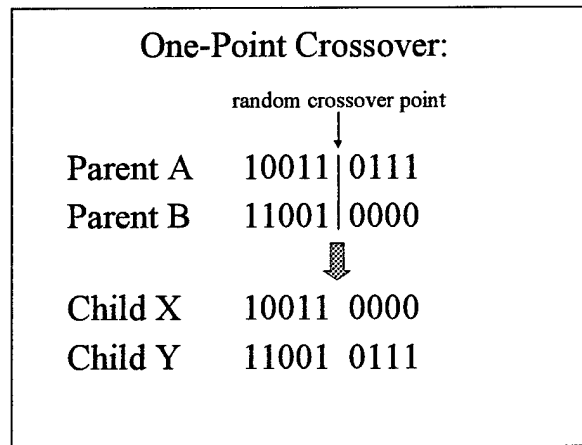 One-Point Crossover:
random crossover point
Parent A 10011 0111
Parent B 11001 0000
Child X 10011 0000
Child Y 11001 0111